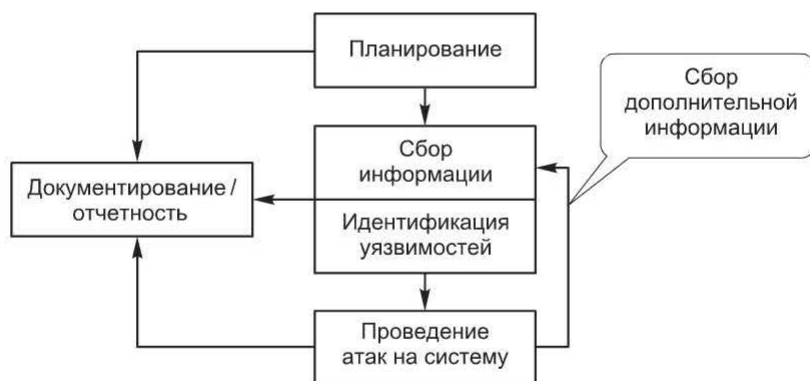 Планирование
Сбор
дополнительной
информации
Сбор
информации
Документирование /
отчетность
Идентификация
уязвимостей
Проведение
атак на систему